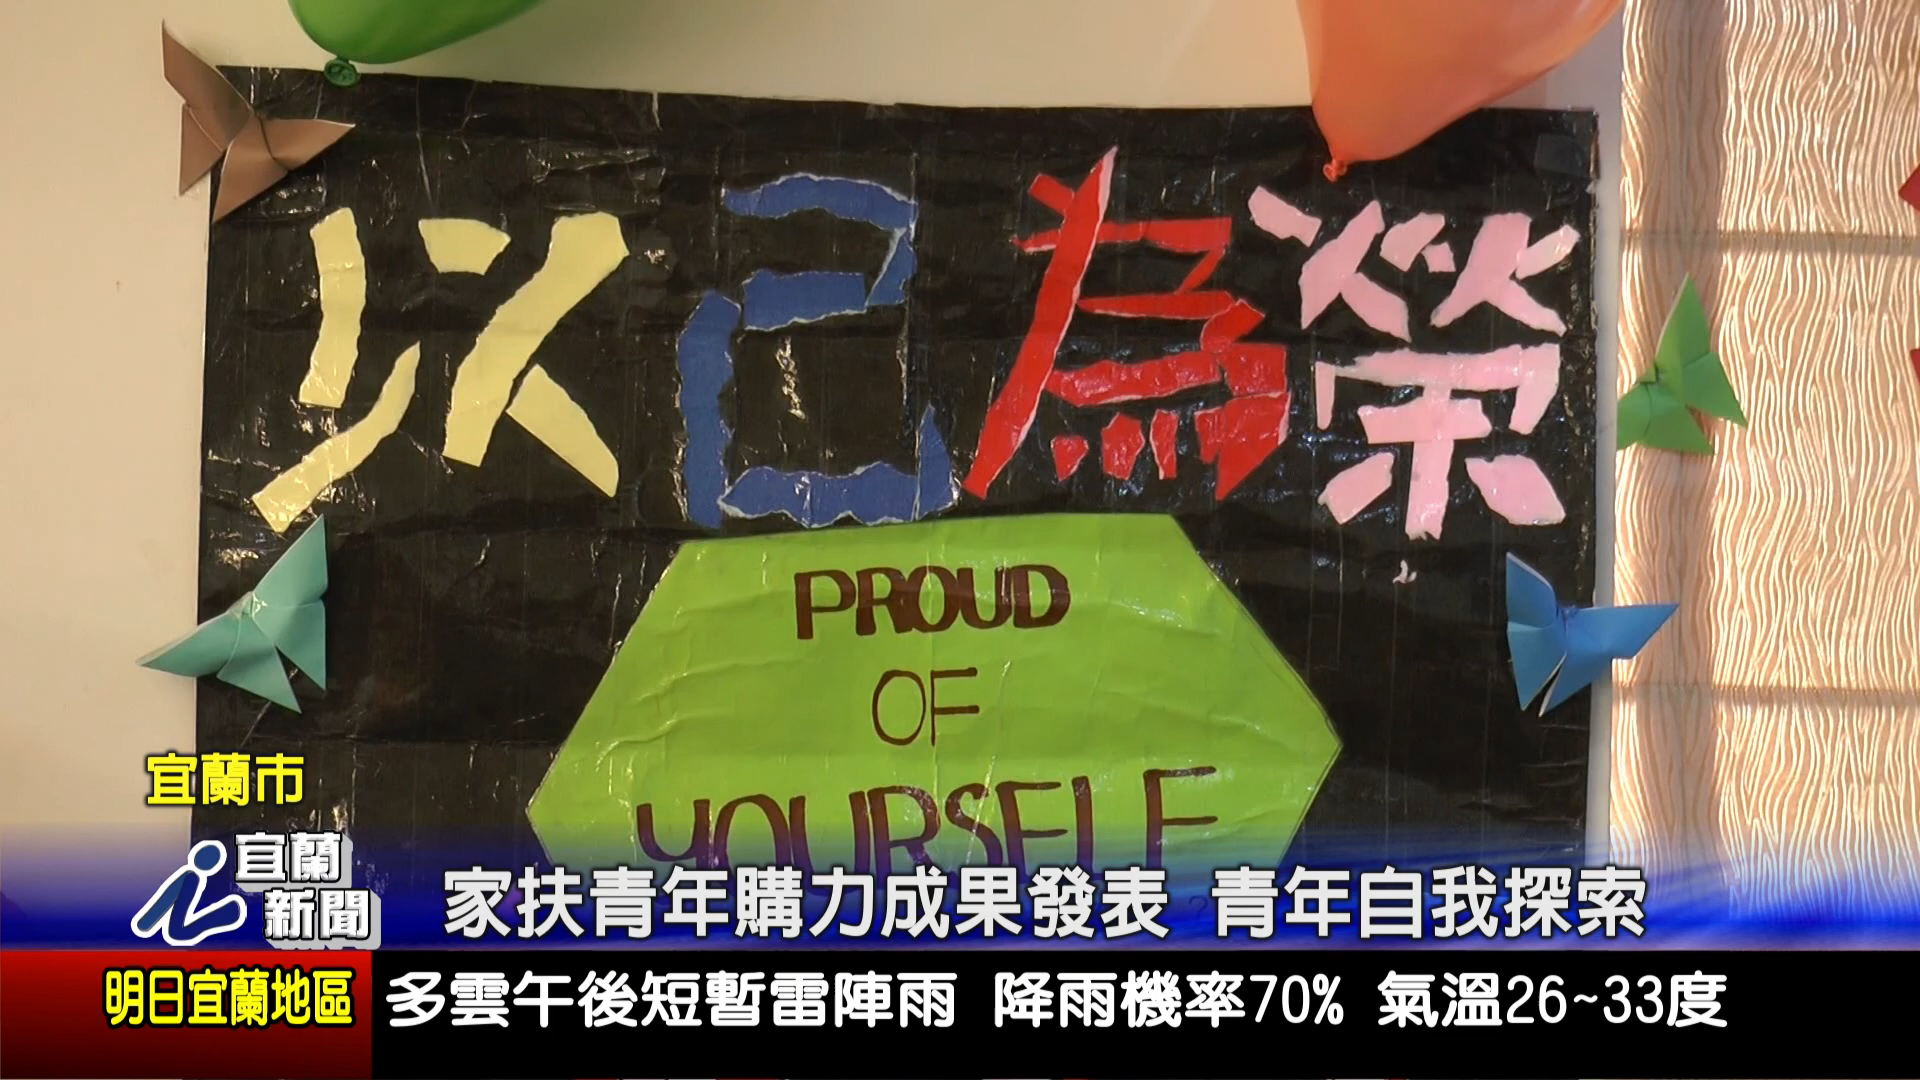 以己為榮
PROUD
OF
YOURSELF
宜蘭市
宜蘭
新聞
家扶青年購力成果發表 青年自我探索
明日宜蘭地區
多雲午後短暫雷陣雨 降雨機率70% 氣溫26~33度